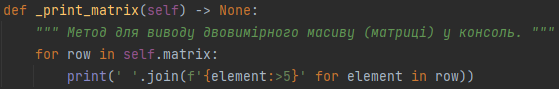 def _print_matrix(self) -> None:
""" Метод для виводу двовимірного масиву (матриці) у консоль. """
for row in self.matrix:
print(' '.join(f'{element:>5}' for element in row))